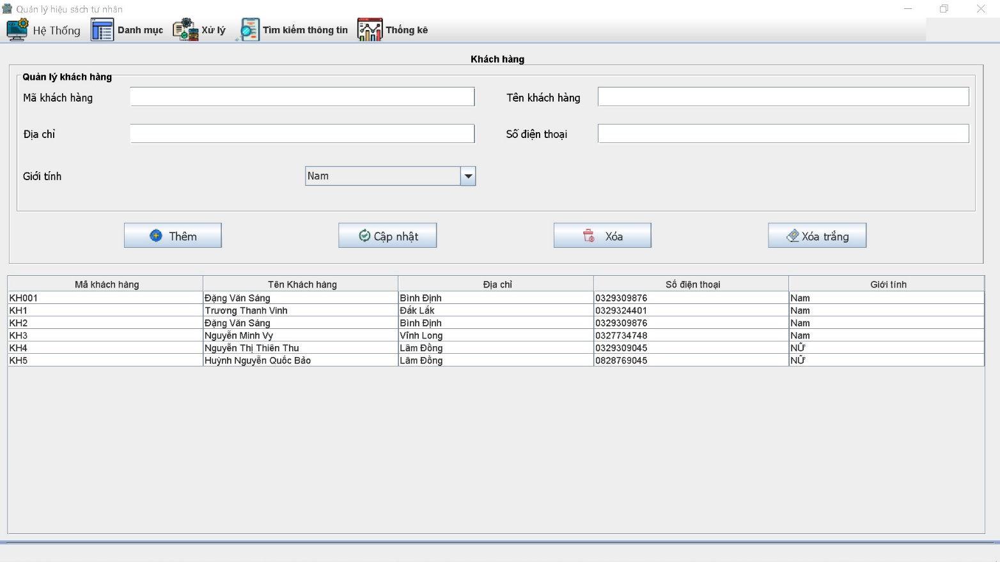 Quản lý hiệu sách tư nhân
Hệ Thống Danh mục Xử lý Tìm kiếm thông tin Thống kê
Khách hàng
Quản lý khách hàng
Mã khách hàng Tên khách hàng
Địa chỉ Số điện thoại
Giới tính Nam
Thêm Cập nhật Xóa Xóa trắng
Mã khách hàng Tên Khách hàng Địa chỉ Số điện thoại Giới tính
KH001 Đặng Văn Sáng Bình Định 0329309876 Nam
KH1 Trương Thanh Vinh Đắk Lắk 0329324401 Nam
KH2 Đặng Văn Sáng Bình Định 0329309876 Nam
KH3 Nguyễn Minh Vy Vĩnh Long 0327734748 Nam
KH4 Nguyễn Thị Thiên Thu Lâm Đồng 0329309045 NỮ
KH5 Huỳnh Nguyễn Quốc Bảo Lâm Đồng 0828769045 NỮ